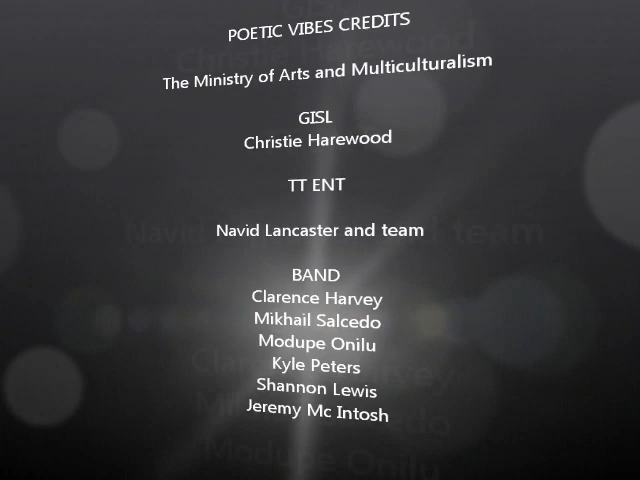 POETIC VIBES CREDITS
The Ministry of Arts and Multiculturalism
GISL
Christie Harewood
TT ENT
Navid Lancaster and team
BAND
Clarence Harvey
Mikhail Salcedo
Modupe Onilu
Kyle Peters
Shannon Lewis
Jeremy Mc Intosh